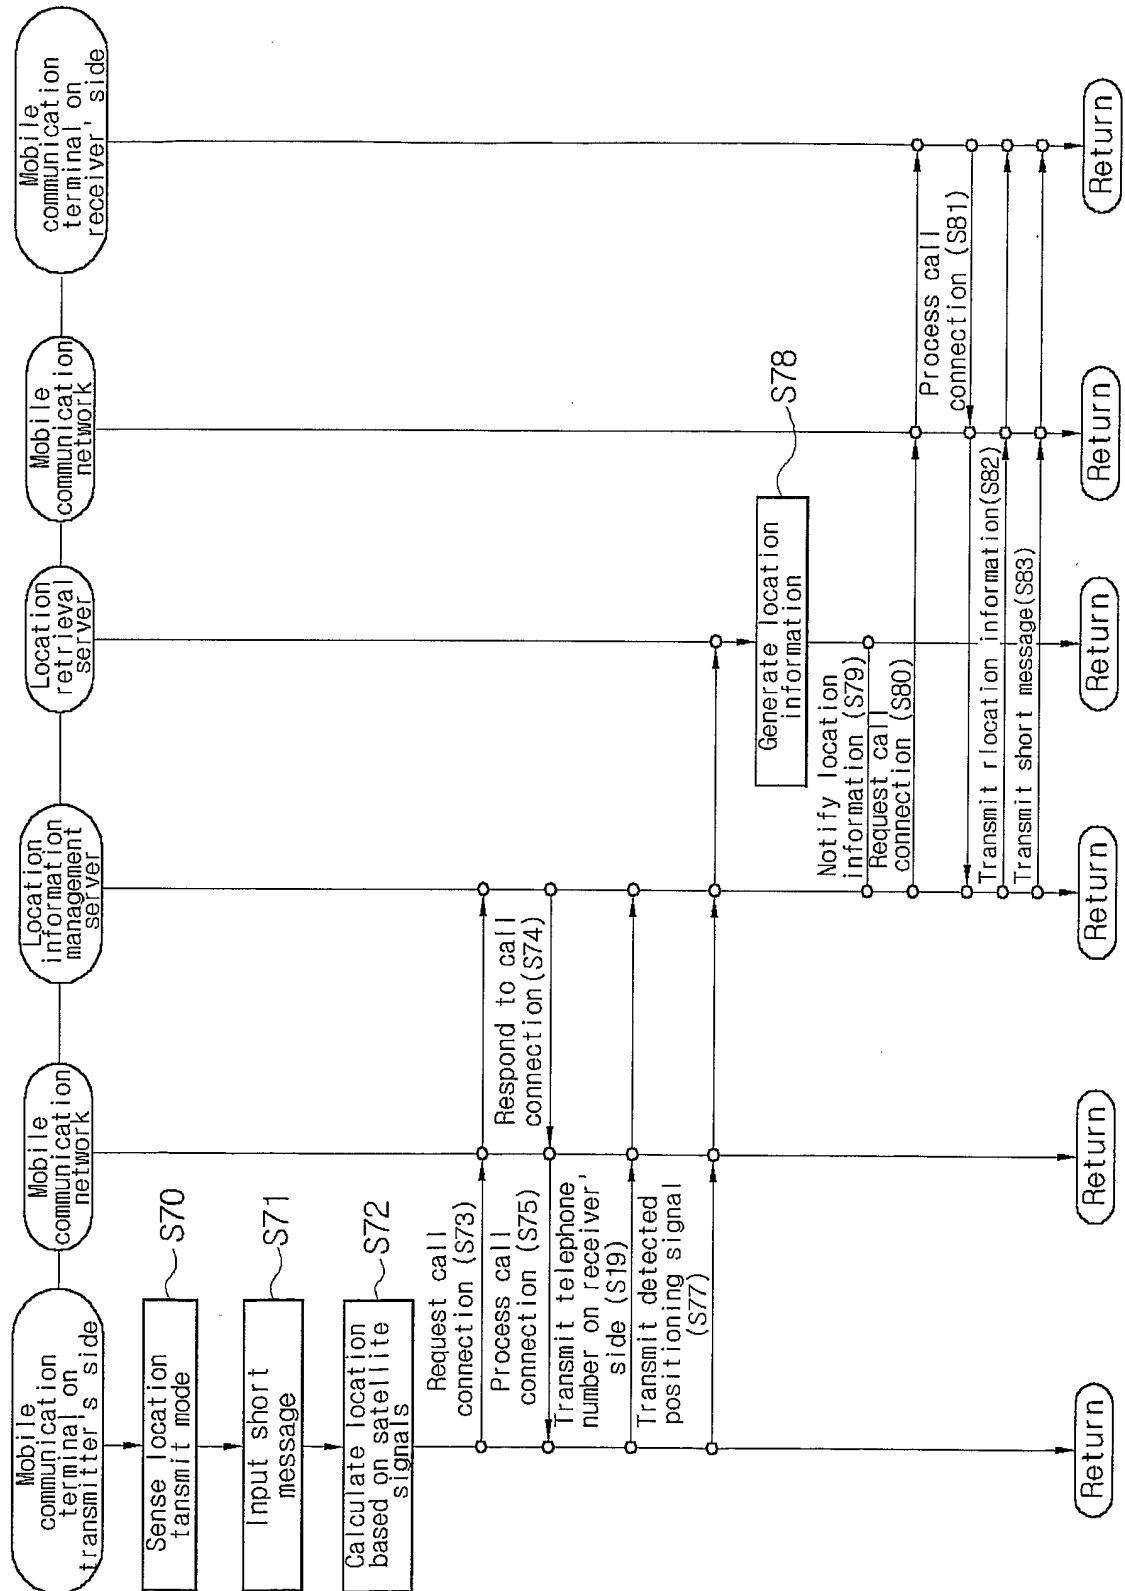 Mobile
communication
terminal on
transmitter's side
Mobile
communication
network
Location
information
management
server
Location
retrieval
server
Mobile
communication
network
Mobile
communication
terminal on
receiver' side
Sense location
tansmit mode
S70
Input short
message
S71
Calculate location
based on satellite
signals
S72
Request call
connection (S73)
Respond to call
connection(S74)
Process call
connection (S75)
Transmit telephone
number on receiver'
side (S19)
Transmit detected
positioning signal
(S77)
Generate location
information
S78
Notify location
information (S79)
Request call
connection (S80)
Process call
connection (S81)
Transmit rlocation information(S82)
Transmit short message(S83)
Return
Return
Return
Return
Return
Return